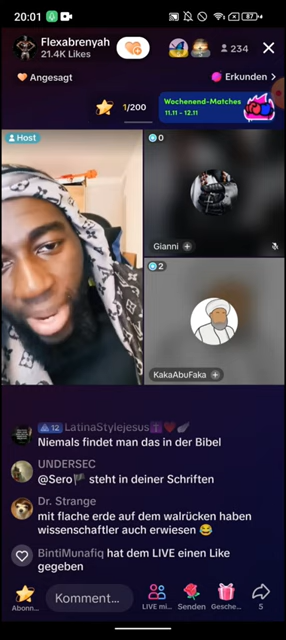 20:01
87
Flexabrenyah
21.4K Likes
234
Angesagt
Erkunden >
1/200
Wochenend-Matches
11.11 - 12.11
Host
0
Gianni +
2
KakaAbuFaka +
12 LatinaStylejesus
Niemals findet man das in der Bibel
UNDERSEC
@Sero🏴 steht in deiner Schriften
Dr. Strange
mit flache erde auf dem walrücken haben
wissenschaftler auch erwiesen 😂
BintiMunafiq hat dem LIVE einen Like
gegeben
Abonn...
Komment...
LIVE mi...
Senden
Gesche...
5